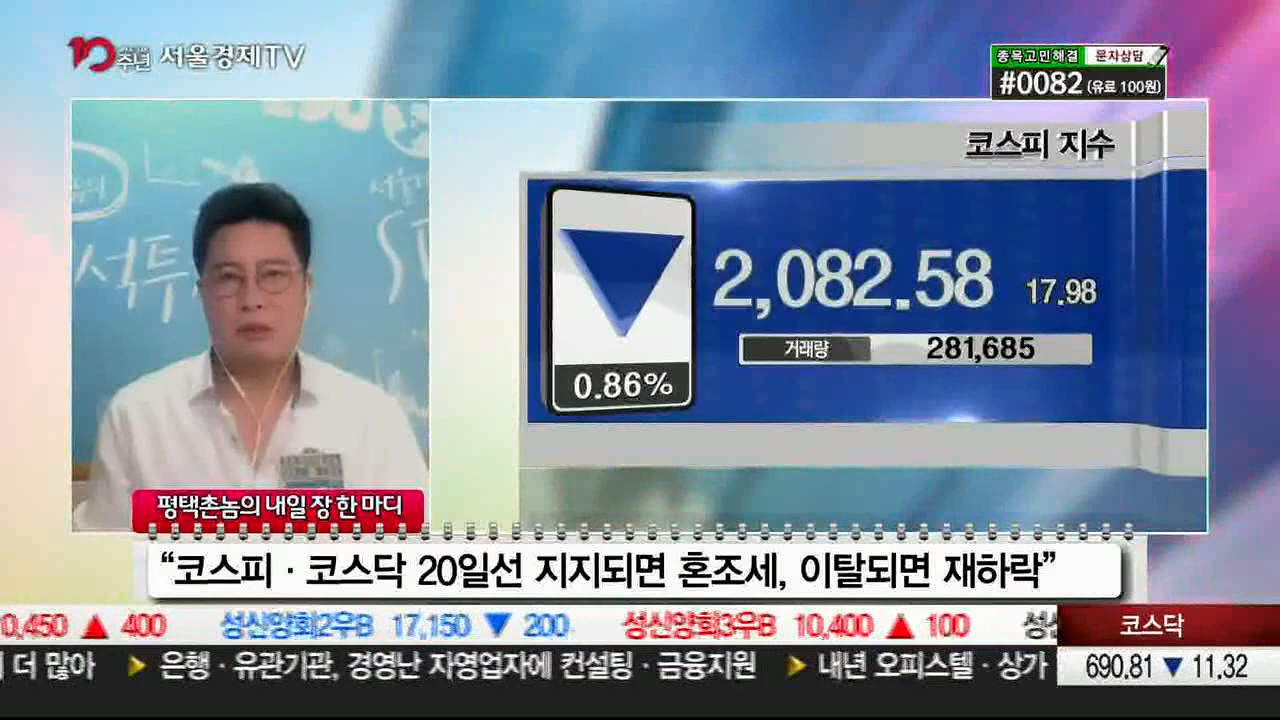 10주년 서울경제TV
종목고민해결 문자상담
#0082 (유료 100원)
코스피 지수
석투
2,082.58 17.98
거래량 281,685
0.86%
평택촌놈의 내일 장 한 마디
“코스피 · 코스닥 20일선 지지되면 혼조세, 이탈되면 재하락”
0,450 ▲ 400 성신양회2우B 17,150 ▼ 200 성신양회3우B 10,400 ▲ 100
코스닥
더 많아 ▶ 은행 · 유관기관, 경영난 자영업자에 컨설팅 · 금융지원 ▶ 내년 오피스텔 · 상가
690.81 ▼ 11.32